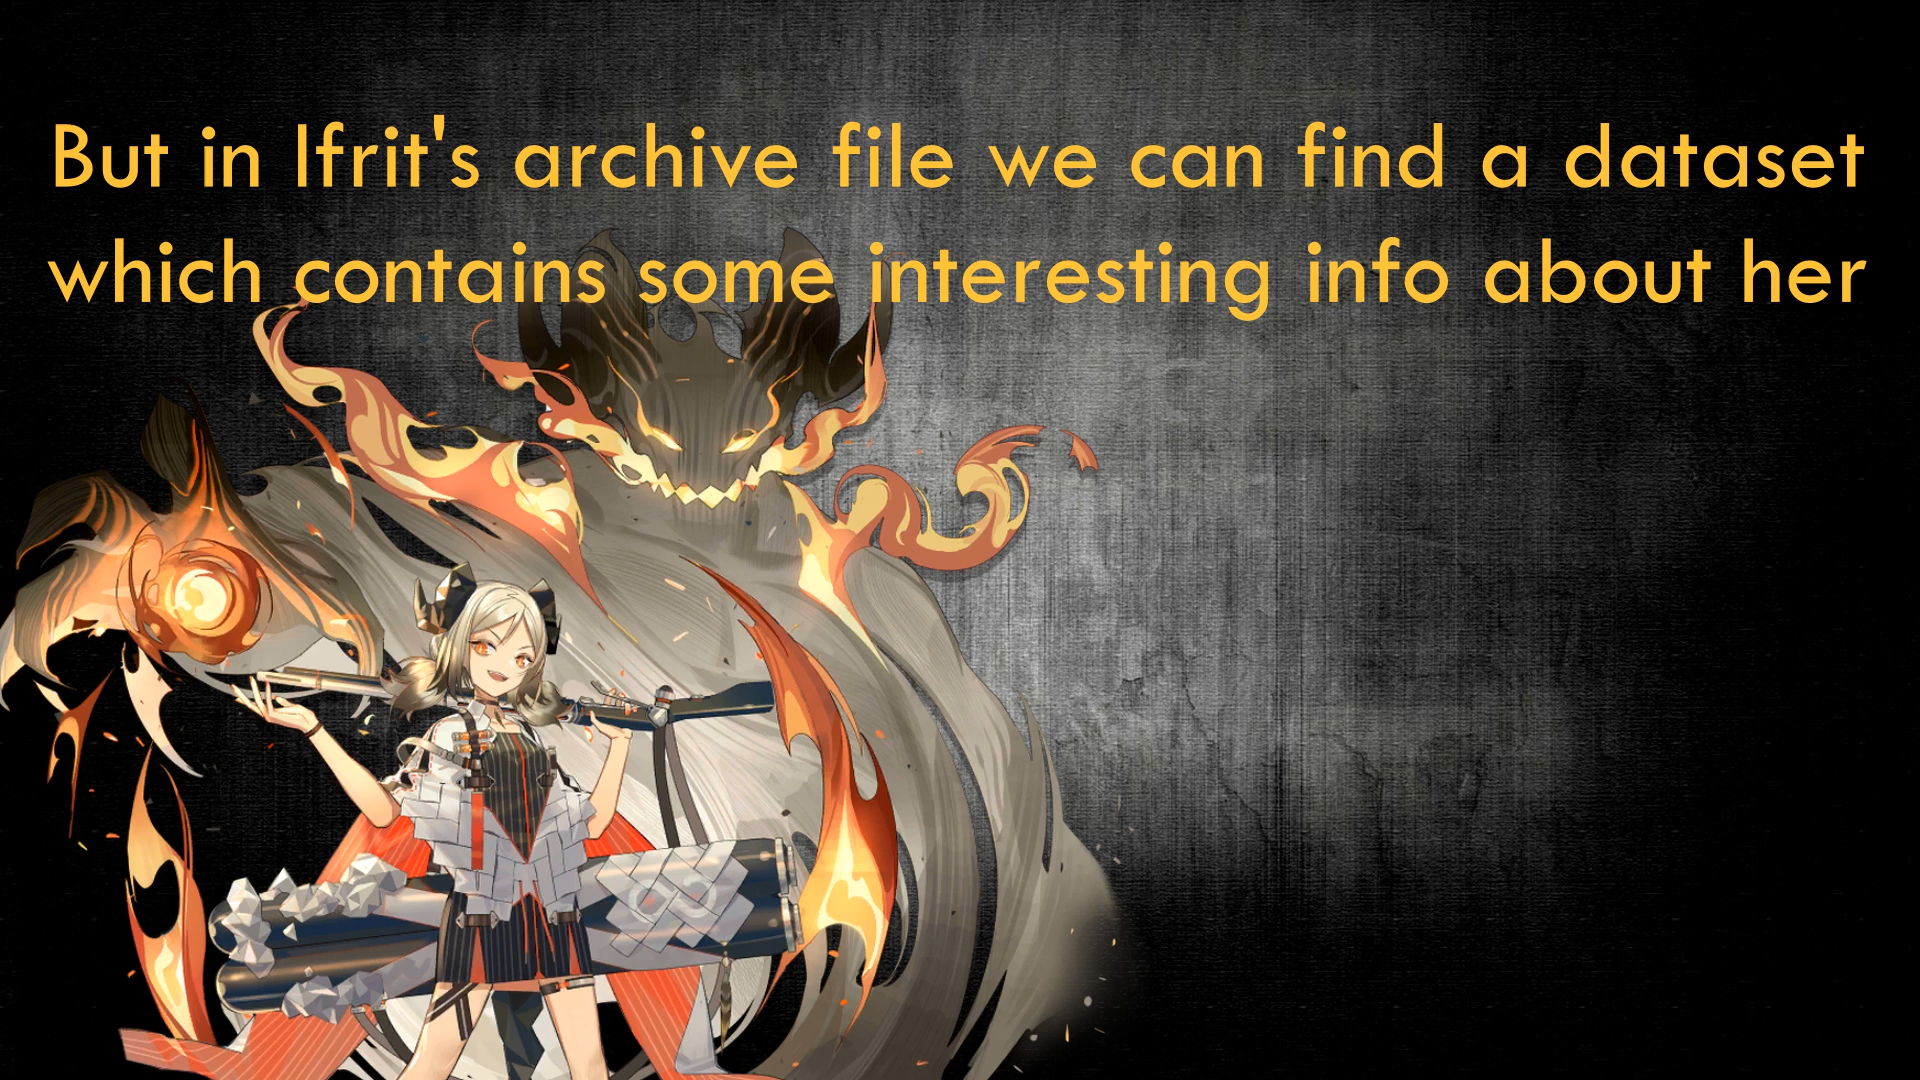 But in Ifrit's archive file we can find a dataset
which contains some interesting info about her